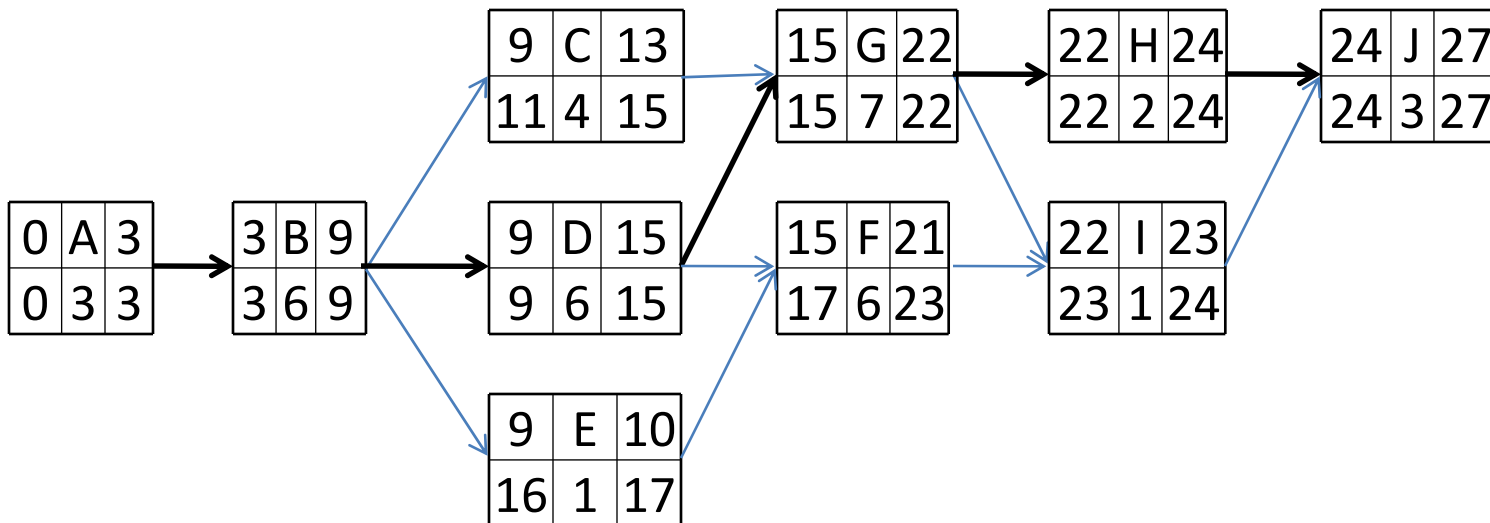 9 C 13
11 4 15
15 G 22
15 7 22
22 H 24
22 2 24
24 J 27
24 3 27
0 A 3
0 3 3
3 B 9
3 6 9
9 D 15
9 6 15
15 F 21
17 6 23
22 I 23
23 1 24
9 E 10
16 1 17